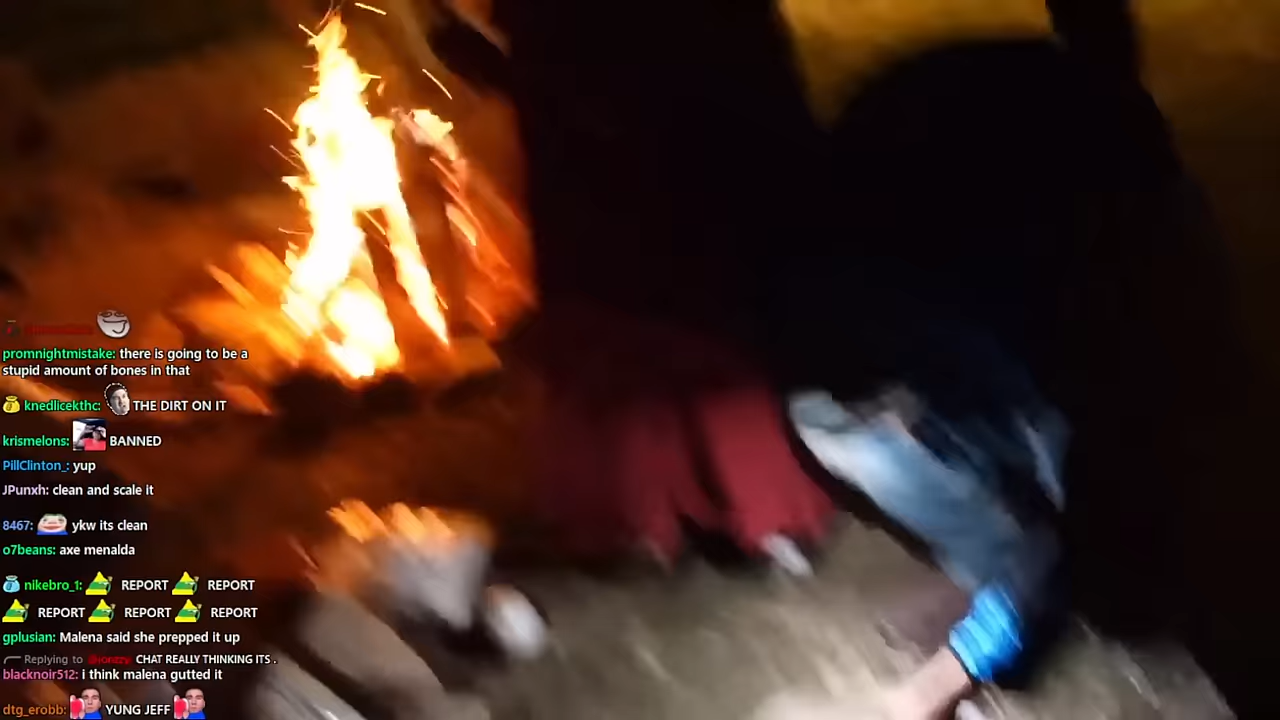 promnightmistake: there is going to be a
stupid amount of bones in that
knedlicekthc: THE DIRT ON IT
krismelons: BANNED
PillClinton_: yup
JPunxh: clean and scale it
8467: ykw its clean
o7beans: axe menalda
nikebro_1: REPORT REPORT
REPORT REPORT REPORT
gplusian: Malena said she prepped it up
Replying to @jontzu CHAT REALLY THINKING ITS .
blacknoir512: i think malena gutted it
dtg_erobb: YUNG JEFF